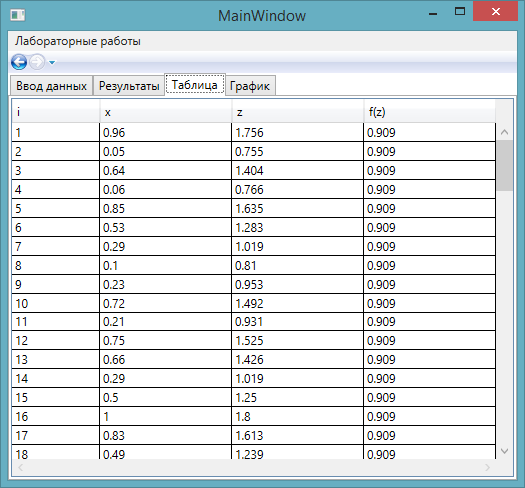 MainWindow
Лабораторные работы
Ввод данных Результаты Таблица График
i x z f(z)
1 0.96 1.756 0.909
2 0.05 0.755 0.909
3 0.64 1.404 0.909
4 0.06 0.766 0.909
5 0.85 1.635 0.909
6 0.53 1.283 0.909
7 0.29 1.019 0.909
8 0.1 0.81 0.909
9 0.23 0.953 0.909
10 0.72 1.492 0.909
11 0.21 0.931 0.909
12 0.75 1.525 0.909
13 0.66 1.426 0.909
14 0.29 1.019 0.909
15 0.5 1.25 0.909
16 1 1.8 0.909
17 0.83 1.613 0.909
18 0.49 1.239 0.909